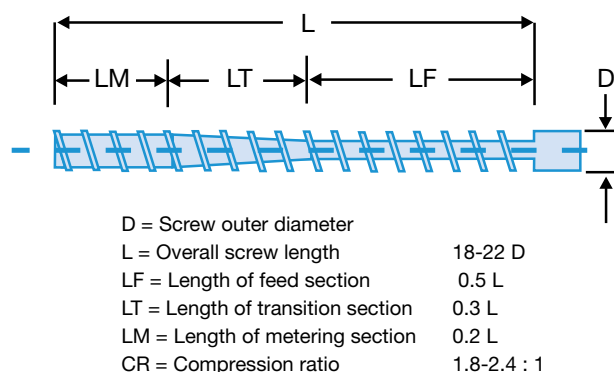 L
LM LT LF D
D = Screw outer diameter
L = Overall screw length 18-22 D
LF = Length of feed section 0.5 L
LT = Length of transition section 0.3 L
LM = Length of metering section 0.2 L
CR = Compression ratio 1.8-2.4 : 1